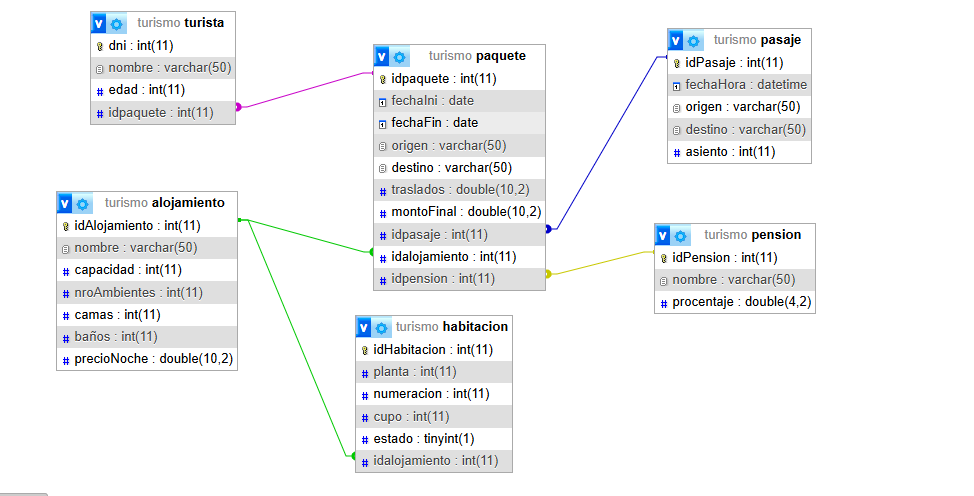 turismo turista
dni : int(11)
nombre : varchar(50)
edad : int(11)
idpaquete : int(11)
turismo paquete
idpaquete : int(11)
fechaIni : date
fechaFin : date
origen : varchar(50)
destino : varchar(50)
traslados : double(10,2)
montoFinal : double(10,2)
idpasaje : int(11)
idalojamiento : int(11)
idpension : int(11)
turismo pasaje
idPasaje : int(11)
fechaHora : datetime
origen : varchar(50)
destino : varchar(50)
asiento : int(11)
turismo alojamiento
idAlojamiento : int(11)
nombre : varchar(50)
capacidad : int(11)
nroAmbientes : int(11)
camas : int(11)
baños : int(11)
precioNoche : double(10,2)
turismo pension
idPension : int(11)
nombre : varchar(50)
procentaje : double(4,2)
turismo habitacion
idHabitacion : int(11)
planta : int(11)
numeracion : int(11)
cupo : int(11)
estado : tinyint(1)
idalojamiento : int(11)